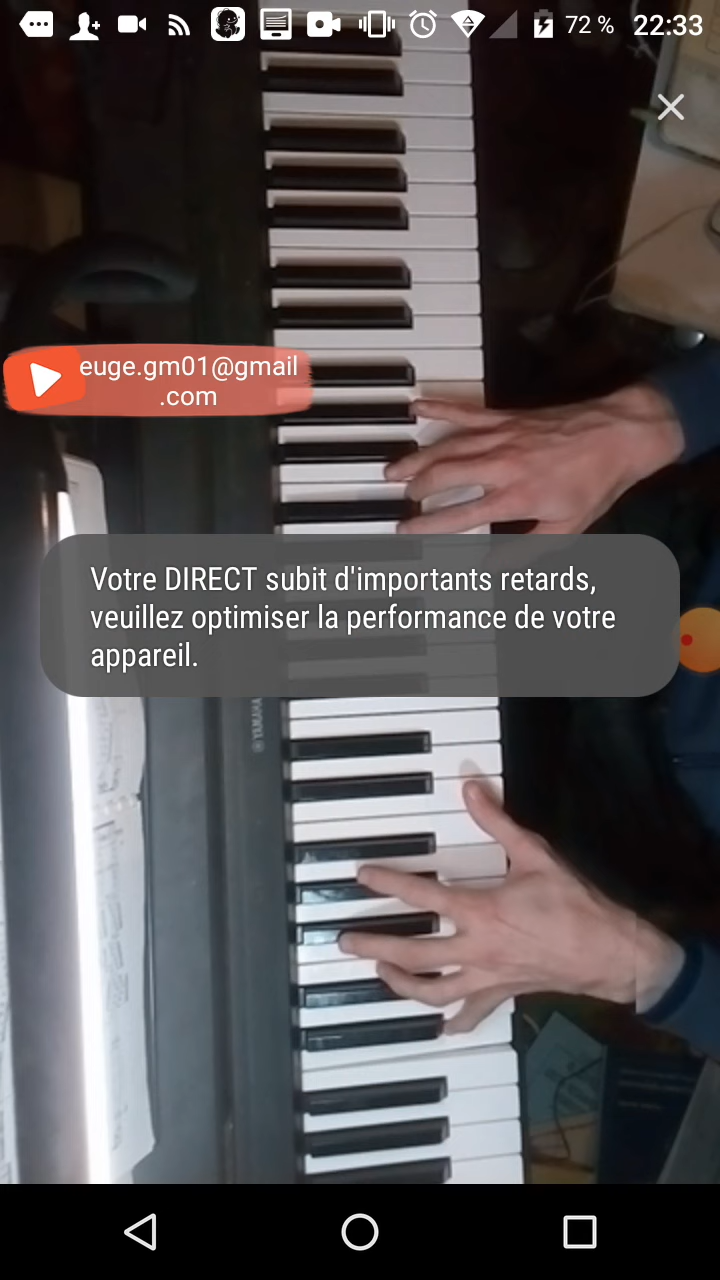 72 % 22:33
euge.gm01@gmail
.com
Votre DIRECT subit d'importants retards,
veuillez optimiser la performance de votre
appareil.
YAMAHA